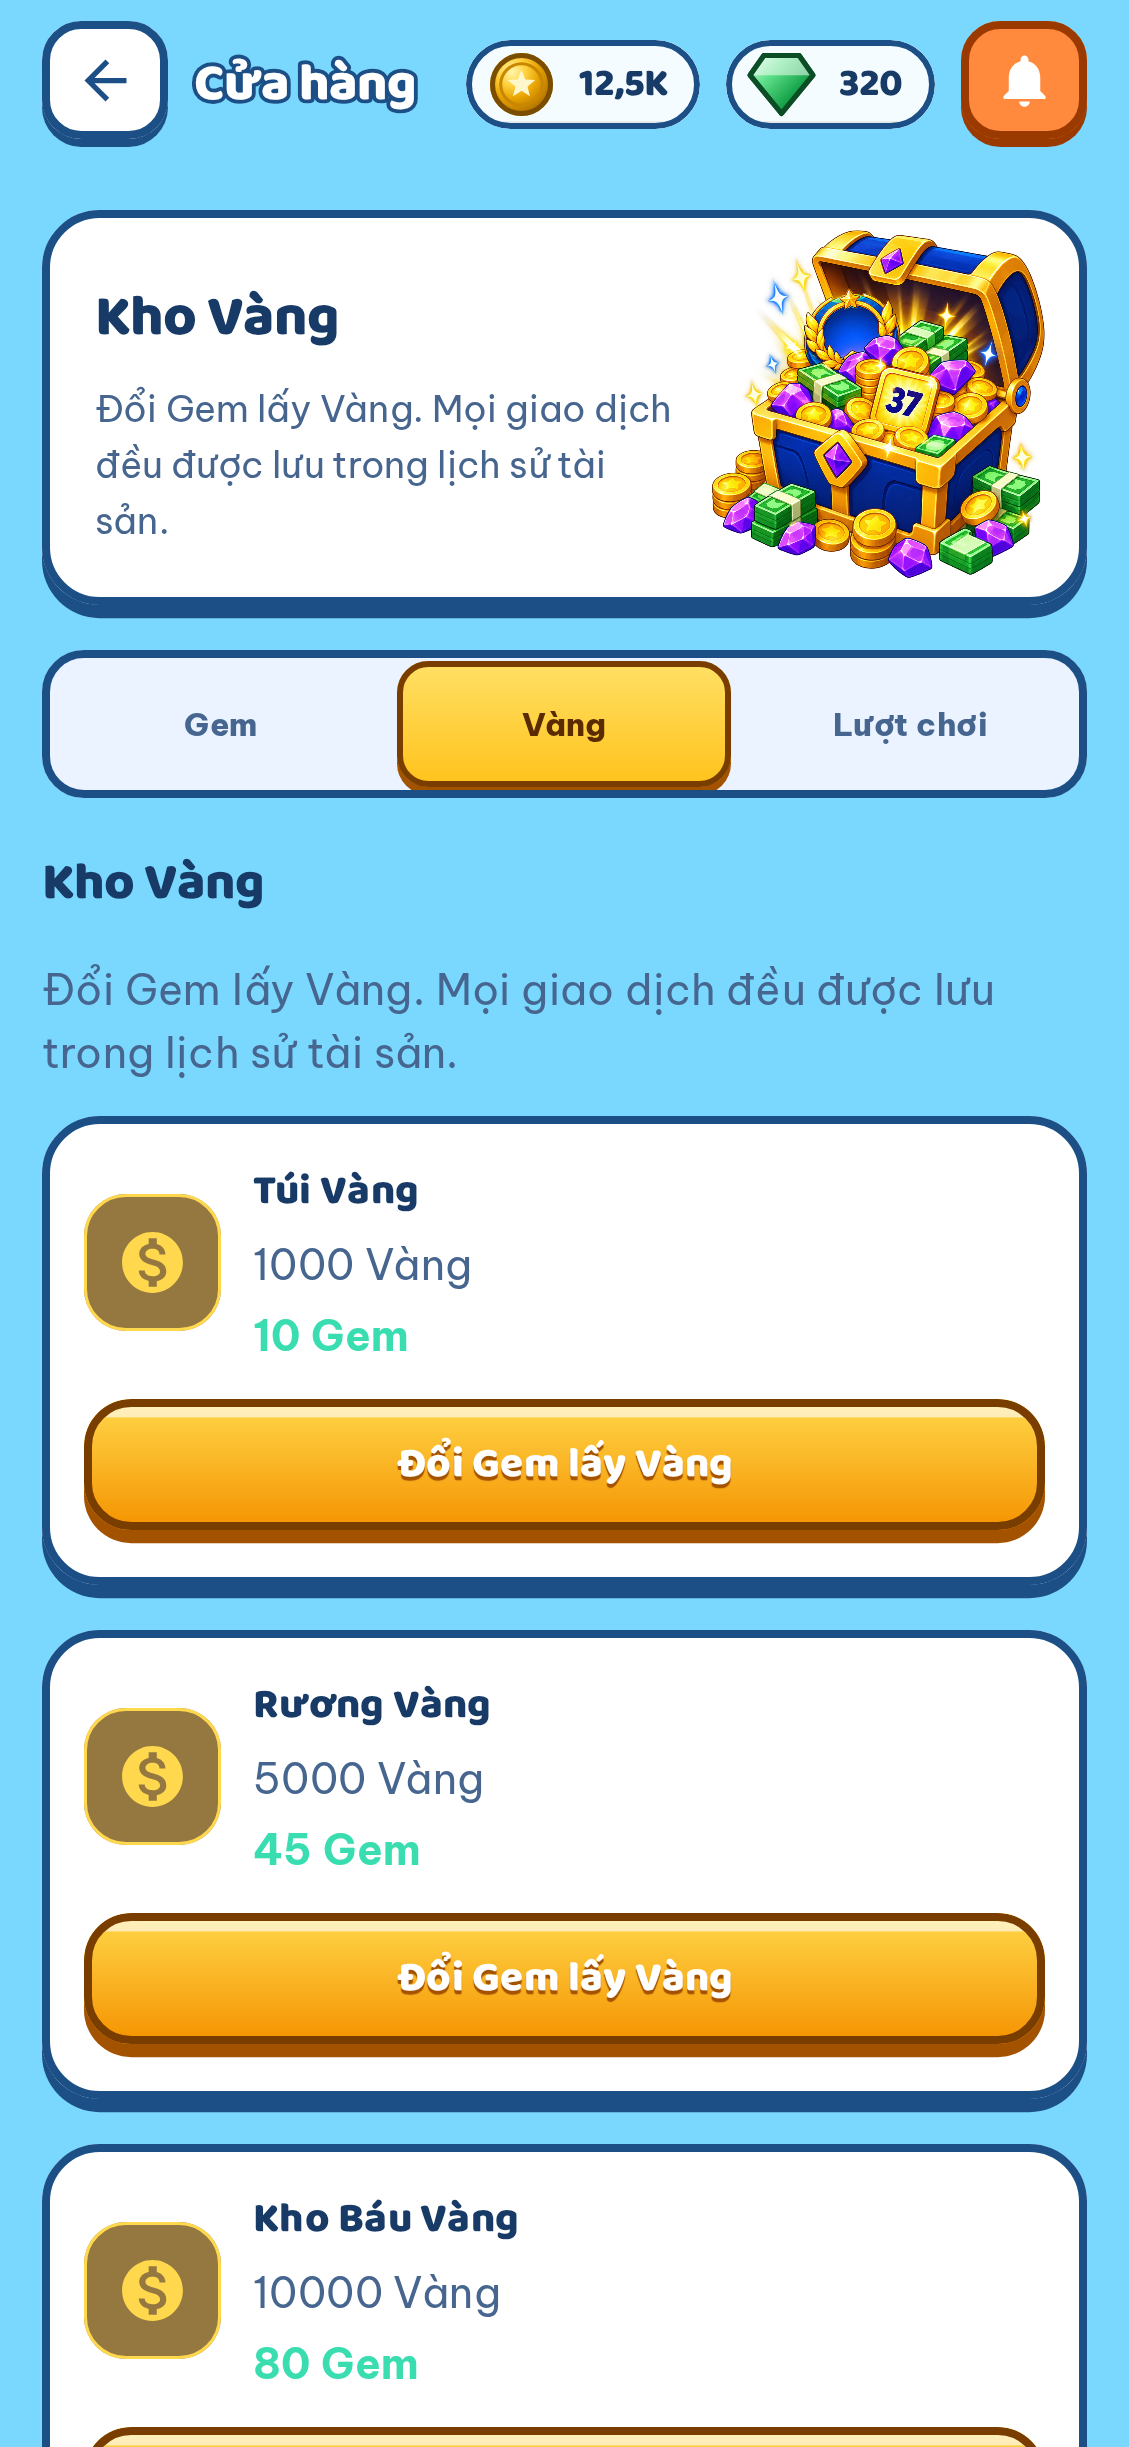 Cửa hàng
12,5K
320
Kho Vàng
Đổi Gem lấy Vàng. Mọi giao dịch
đều được lưu trong lịch sử tài
sản.
37
Gem
Vàng
Lượt chơi
Kho Vàng
Đổi Gem lấy Vàng. Mọi giao dịch đều được lưu
trong lịch sử tài sản.
Túi Vàng
1000 Vàng
10 Gem
Đổi Gem lấy Vàng
Rương Vàng
5000 Vàng
45 Gem
Đổi Gem lấy Vàng
Kho Báu Vàng
10000 Vàng
80 Gem